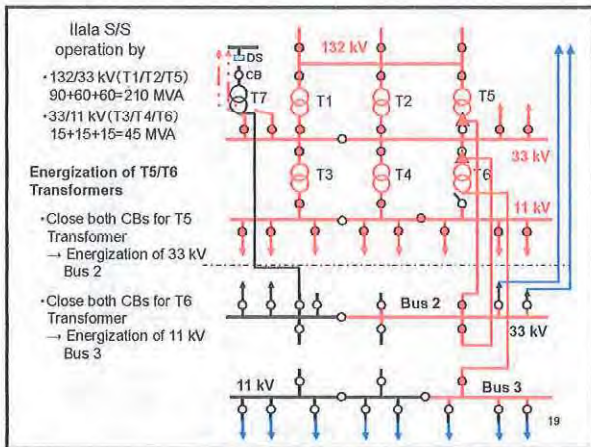 Ilala S/S
operation by
・132/33 kV(T1/T2/T5)
90+60+60=210 MVA
・33/11 kV(T3/T4/T6)
15+15+15=45 MVA
Energization of T5/T6
Transformers
・Close both CBs for T5
Transformer
→ Energization of 33 kV
Bus 2
・Close both CBs for T6
Transformer
→ Energization of 11 kV
Bus 3
DS
CB
T7
132 kV
T1
T2
T5
33 kV
T3
T4
T6
11 kV
Bus 2
33 kV
11 kV
Bus 3
19